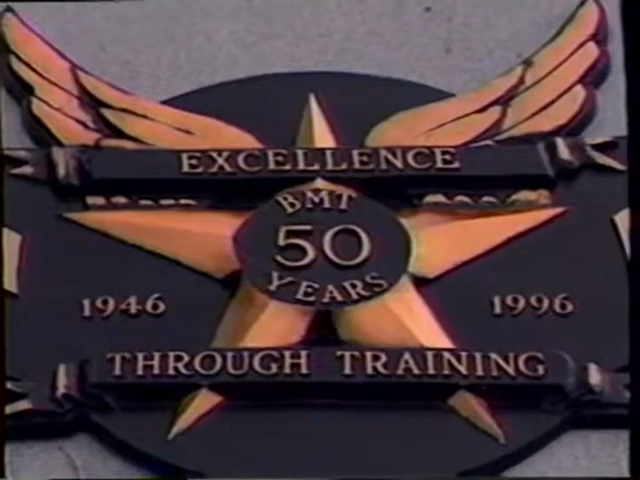 EXCELLENCE
BMT
50
YEARS
1946
1996
THROUGH TRAINING